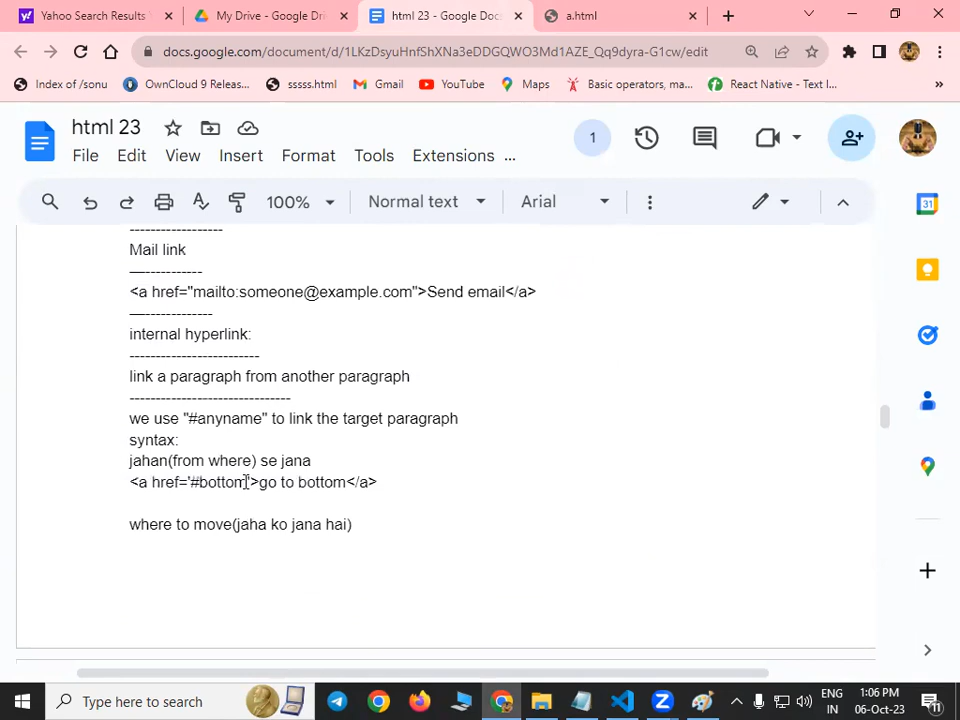 Yahoo Search Results
My Drive - Google Dri
html 23 - Google Doc
a.html
docs.google.com/document/d/1LKzDsyuHnfShXNa3eDDGQWO3Md1AZE_Qq9dyra-G1cw/edit
Index of /sonu
OwnCloud 9 Releas...
sssss.html
Gmail
YouTube
Maps
Basic operators, ma...
React Native - Text I...
»
html 23
1
File Edit View Insert Format Tools Extensions ...
100% Normal text Arial
------------------
Mail link
—-----------
<a href="mailto:someone@example.com">Send email</a>
—-------------
internal hyperlink:
-------------------------
link a paragraph from another paragraph
-------------------------------
we use "#anyname" to link the target paragraph
syntax:
jahan(from where) se jana
<a href='#bottom'>go to bottom</a>
where to move(jaha ko jana hai)
31
Type here to search
ENG
IN
1:06 PM
06-Oct-23
11